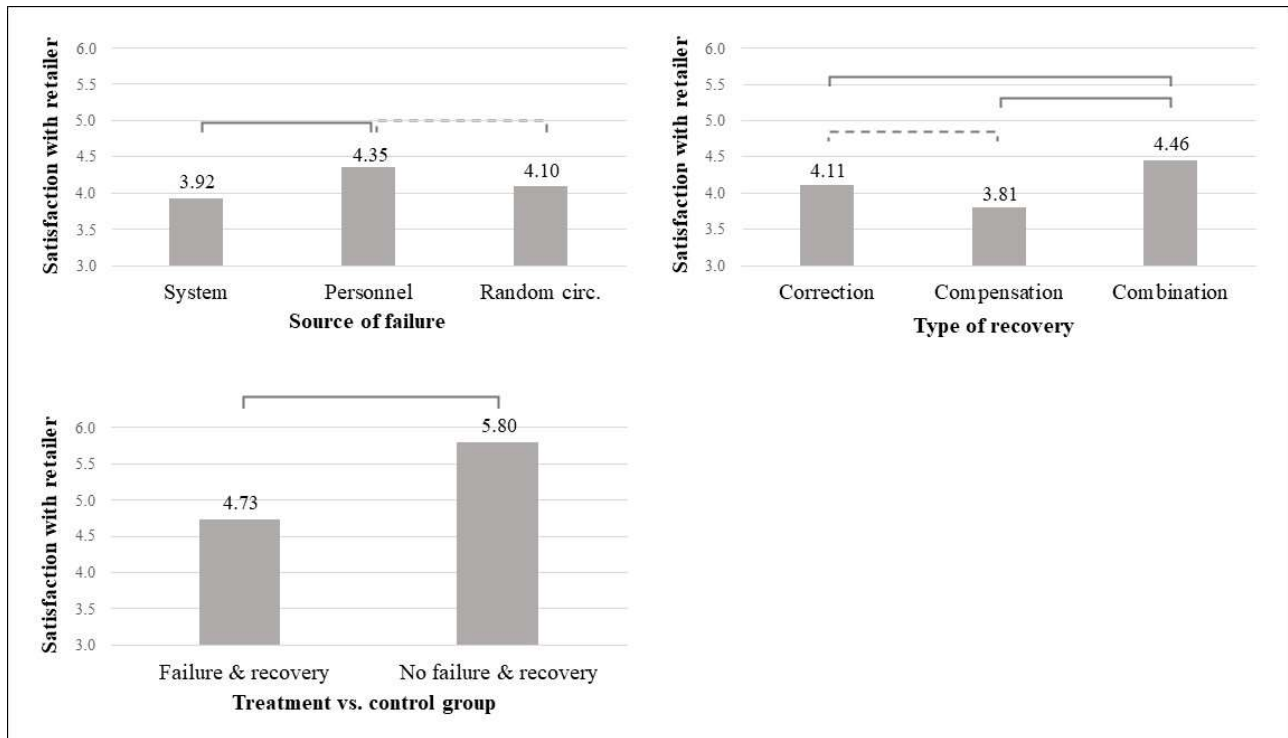 Satisfaction with retailer
6.0
5.5
5.0
4.5
4.0
3.5
3.0
3.92
4.35
4.10
System
Personnel
Random circ.
Source of failure
Satisfaction with retailer
6.0
5.5
5.0
4.5
4.0
3.5
3.0
4.11
3.81
4.46
Correction
Compensation
Combination
Type of recovery
Satisfaction with retailer
6.0
5.5
5.0
4.5
4.0
3.5
3.0
4.73
5.80
Failure & recovery
No failure & recovery
Treatment vs. control group